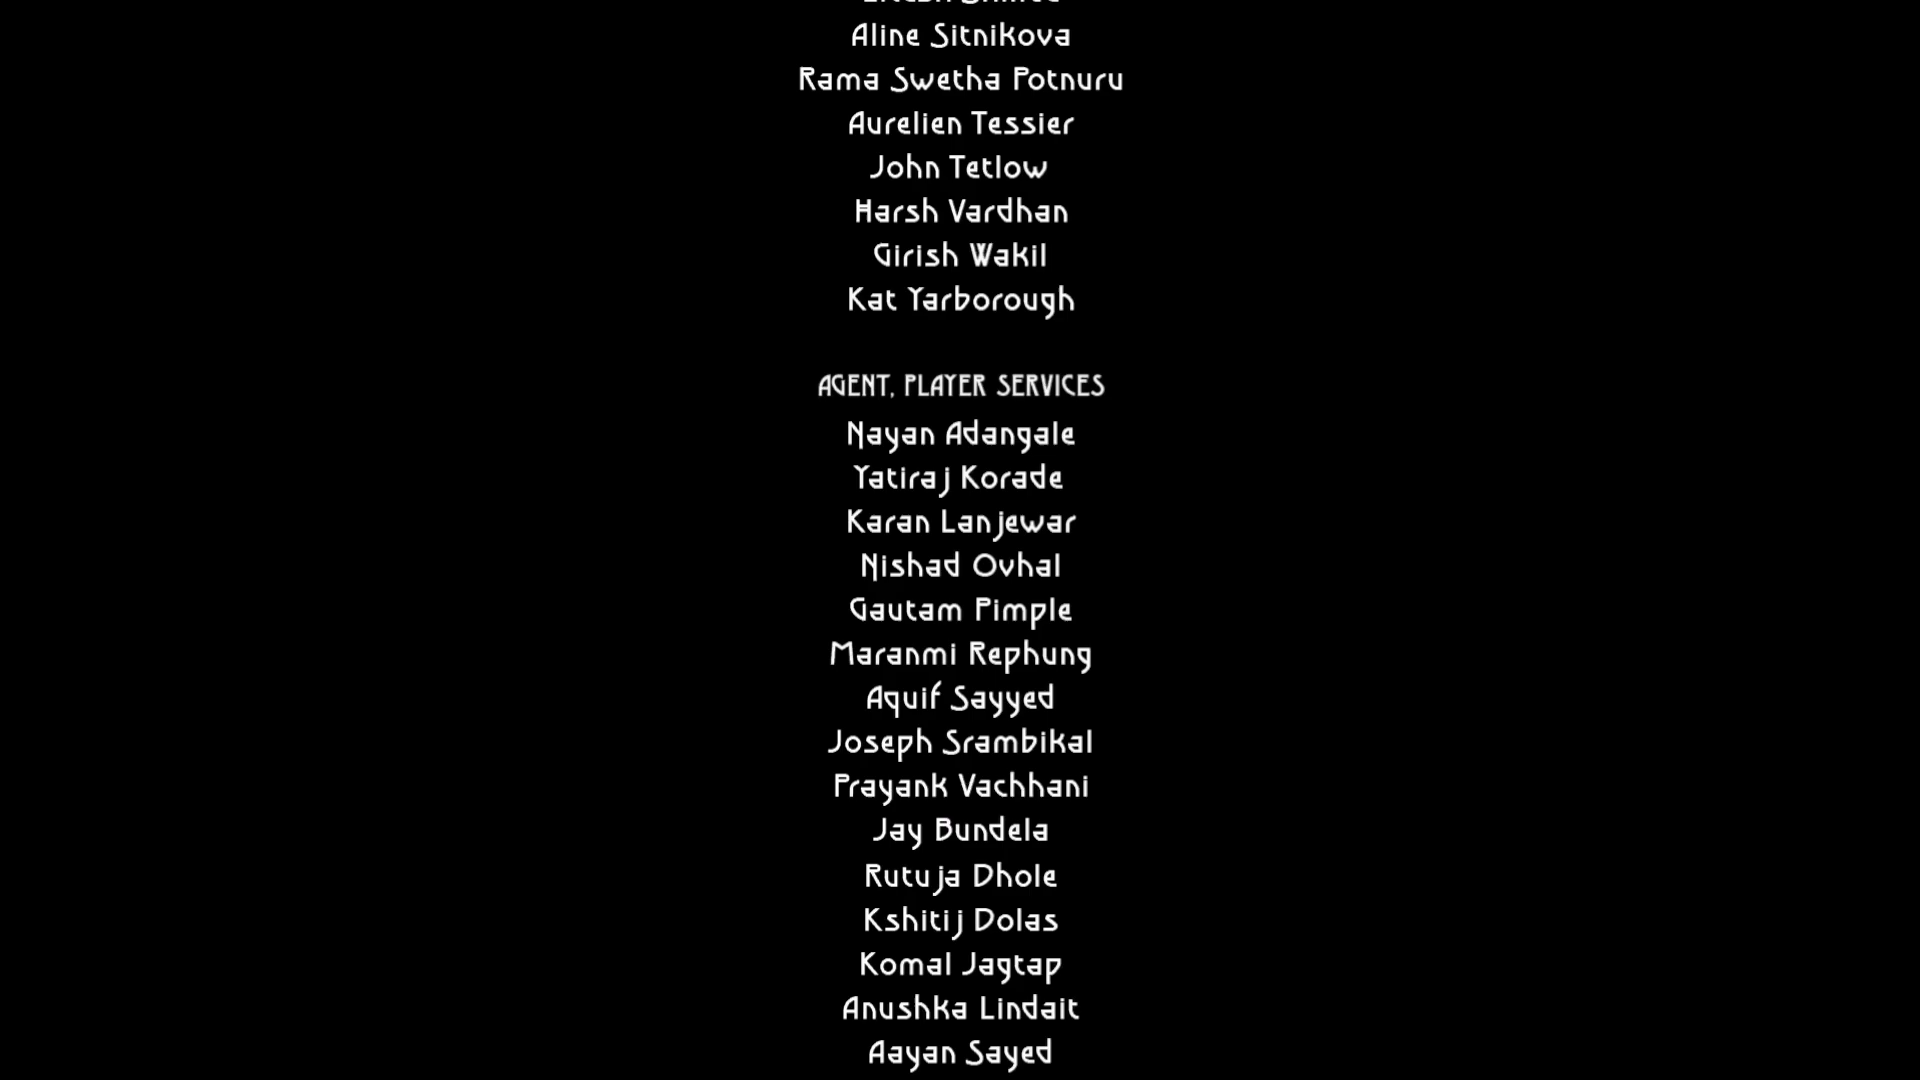 Aline Sitnikova
Rama Swetha Potnuru
Aurelien Tessier
John Tetlow
Harsh Vardhan
Girish Wakil
Kat Yarborough
AGENT, PLAYER SERVICES
Nayan Adangale
Yatiraj Korade
Karan Lanjewar
Nishad Ovhal
Gautam Pimple
Maranmi Rephung
Aquif Sayyed
Joseph Srambikal
Prayank Vachhani
Jay Bundela
Rutuja Dhole
Kshitij Dolas
Komal Jagtap
Anushka Lindait
Aayan Sayed